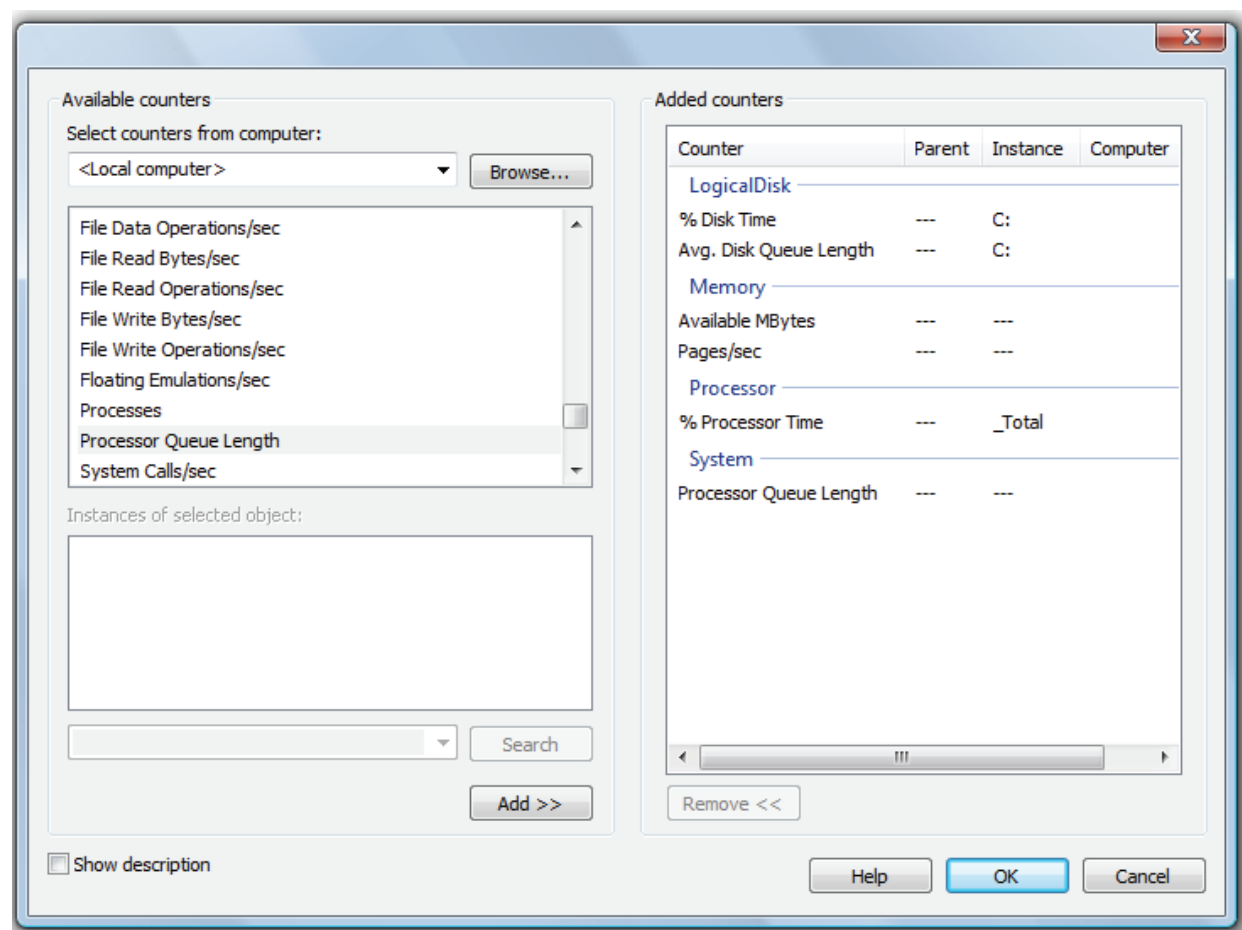 X
Available counters
Select counters from computer:
<Local computer>
Browse...
File Data Operations/sec
File Read Bytes/sec
File Read Operations/sec
File Write Bytes/sec
File Write Operations/sec
Floating Emulations/sec
Processes
Processor Queue Length
System Calls/sec
Instances of selected object:
Search
Add >>
Show description
Added counters
Counter Parent Instance Computer
LogicalDisk
% Disk Time --- C:
Avg. Disk Queue Length --- C:
Memory
Available MBytes --- ---
Pages/sec --- ---
Processor
% Processor Time --- _Total
System
Processor Queue Length --- ---
Remove <<
Help OK Cancel